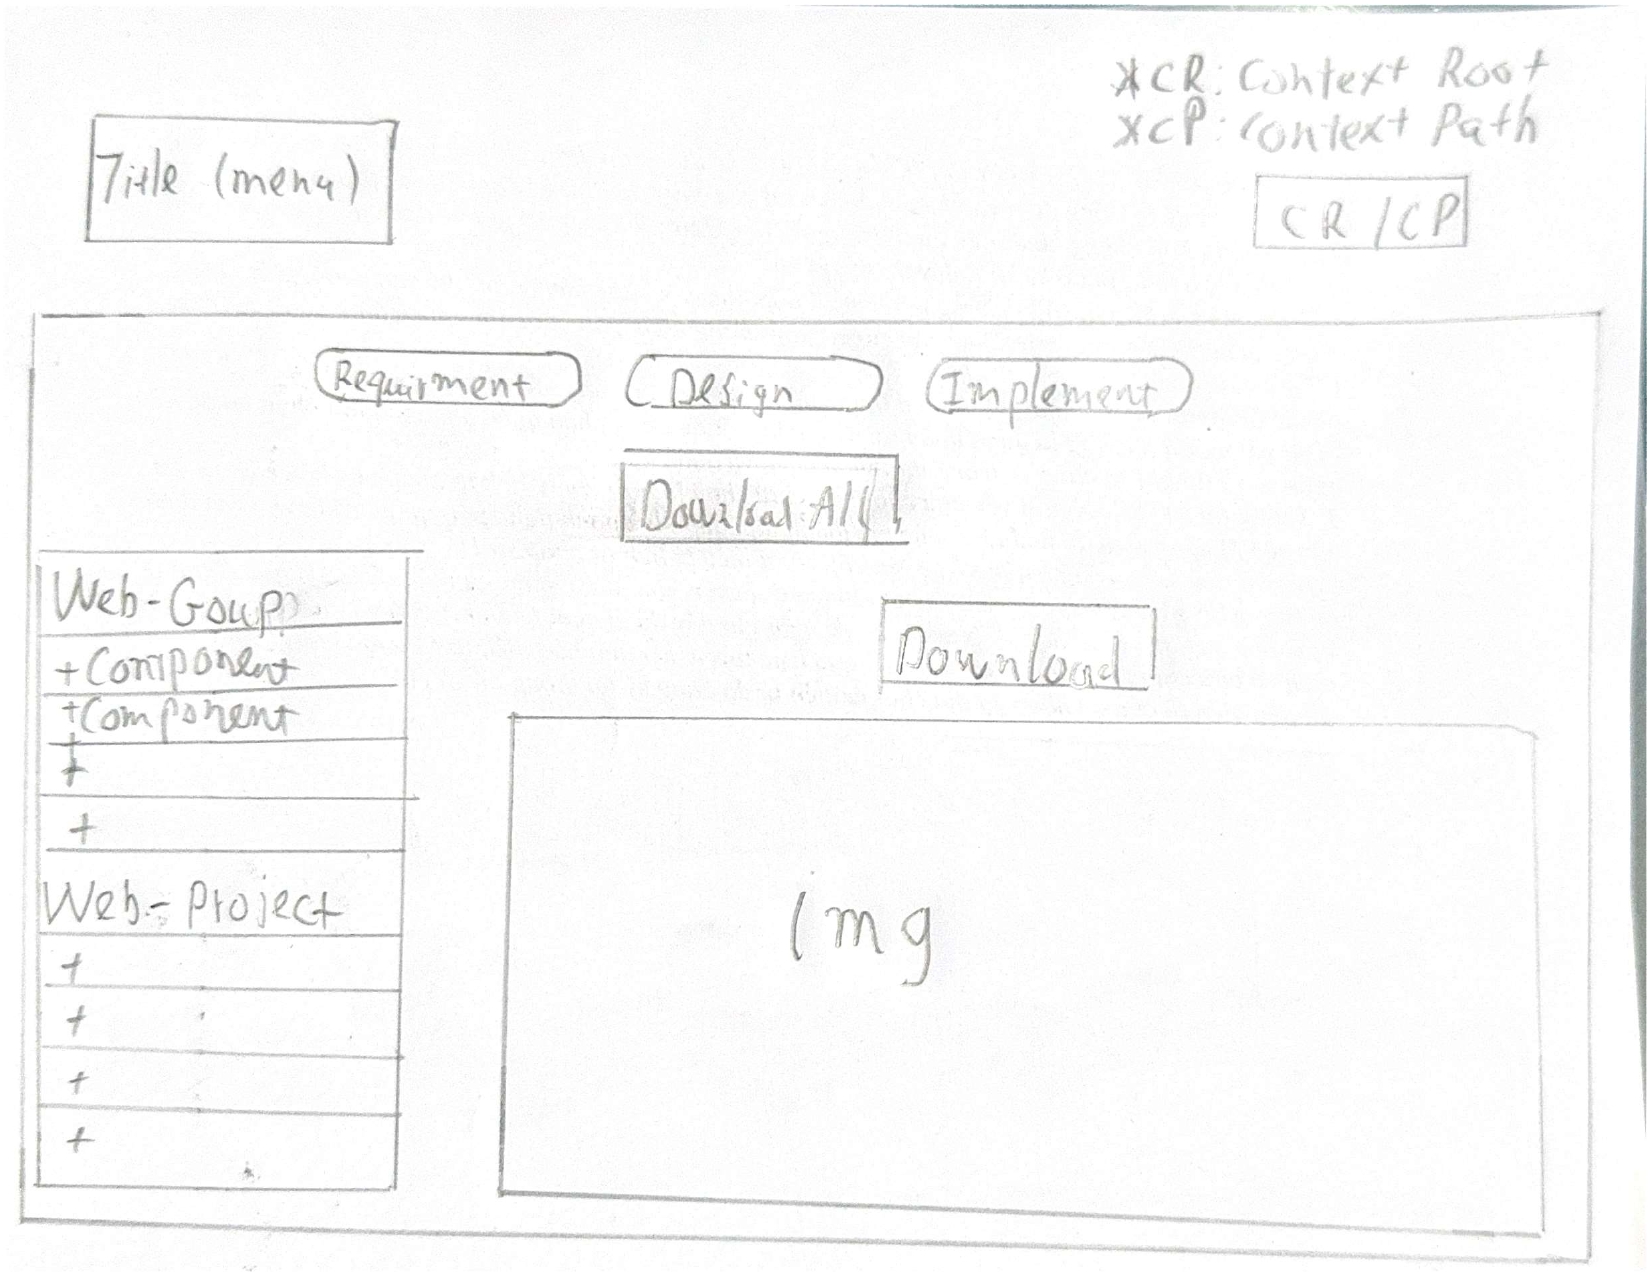 *CR: Context Root
*CP: Context Path
Title (menu)
CR/CP
Requirment
Design
Implement
Download All
Web-Goupp
Download
+Component
+Component
+
+
Web-Project
+
+
+
+
img